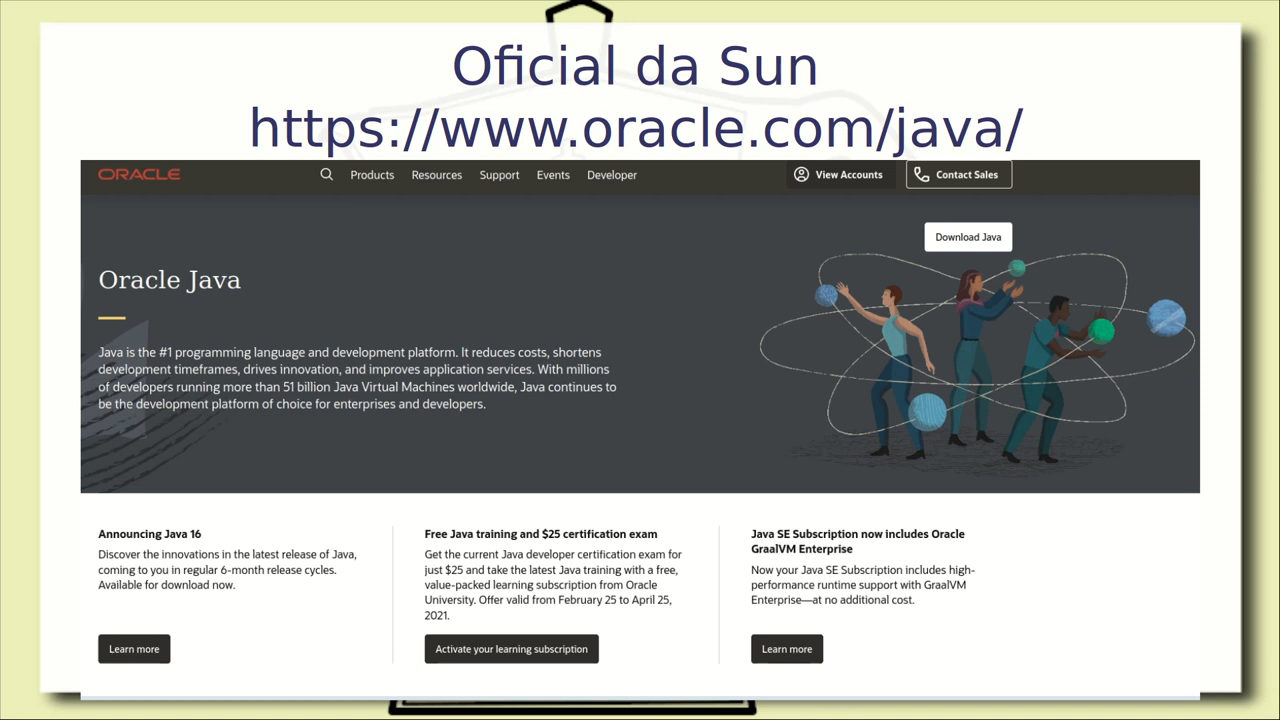 Oficial da Sun
https://www.oracle.com/java/
ORACLE
Products Resources Support Events Developer
View Accounts
Contact Sales
Download Java
Oracle Java
Java is the #1 programming language and development platform. It reduces costs, shortens
development timeframes, drives innovation, and improves application services. With millions
of developers running more than 51 billion Java Virtual Machines worldwide, Java continues to
be the development platform of choice for enterprises and developers.
Announcing Java 16
Discover the innovations in the latest release of Java,
coming to you in regular 6-month release cycles.
Available for download now.
Learn more
Free Java training and $25 certification exam
Get the current Java developer certification exam for
just $25 and take the latest Java training with a free,
value-packed learning subscription from Oracle
University. Offer valid from February 25 to April 25,
2021.
Activate your learning subscription
Java SE Subscription now includes Oracle
GraalVM Enterprise
Now your Java SE Subscription includes high-
performance runtime support with GraalVM
Enterprise—at no additional cost.
Learn more